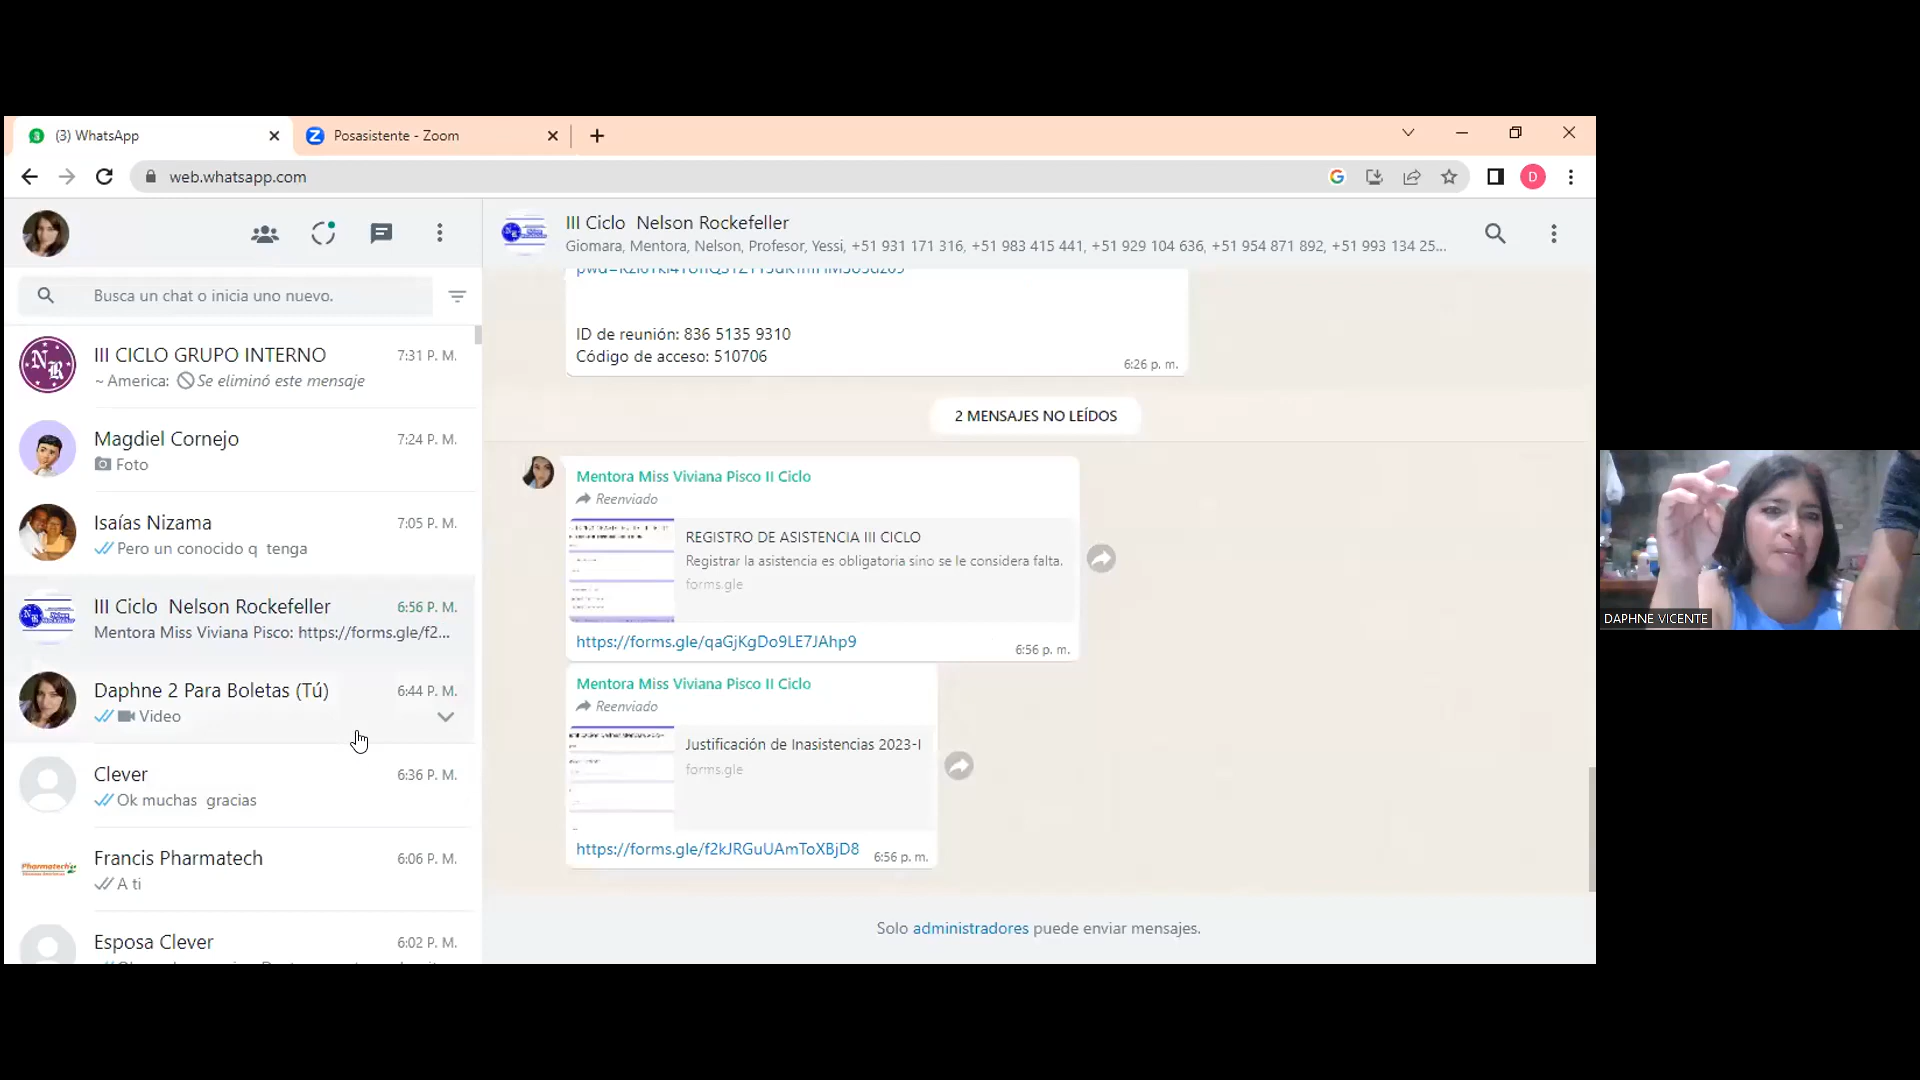 (3) WhatsApp
Posasistente - Zoom
web.whatsapp.com
D
III Ciclo  Nelson Rockefeller
Giomara, Mentora, Nelson, Profesor, Yessi, +51 931 171 316, +51 983 415 441, +51 929 104 636, +51 954 871 892, +51 993 134 25...
Busca un chat o inicia uno nuevo.
III CICLO GRUPO INTERNO
7:31 P. M.
~ America: Se eliminó este mensaje
Magdiel Cornejo
7:24 P. M.
Foto
Isaías Nizama
7:05 P. M.
Pero un conocido q  tenga
III Ciclo  Nelson Rockefeller
6:56 P. M.
Mentora Miss Viviana Pisco: https://forms.gle/f2...
Daphne 2 Para Boletas (Tú)
6:44 P. M.
Video
Clever
6:36 P. M.
Ok muchas  gracias
Francis Pharmatech
6:06 P. M.
A ti
Esposa Clever
6:02 P. M.
ID de reunión: 836 5135 9310
Código de acceso: 510706
6:26 p. m.
2 MENSAJES NO LEÍDOS
Mentora Miss Viviana Pisco II Ciclo
Reenviado
REGISTRO DE ASISTENCIA III CICLO
Registrar la asistencia es obligatoria sino se le considera falta.
forms.gle
https://forms.gle/qaGjKgDo9LE7JAhp9
6:56 p. m.
Mentora Miss Viviana Pisco II Ciclo
Reenviado
Justificación de Inasistencias 2023-I
forms.gle
https://forms.gle/f2kJRGuUAmToXBjD8
6:56 p. m.
Solo administradores puede enviar mensajes.
DAPHNE VICENTE